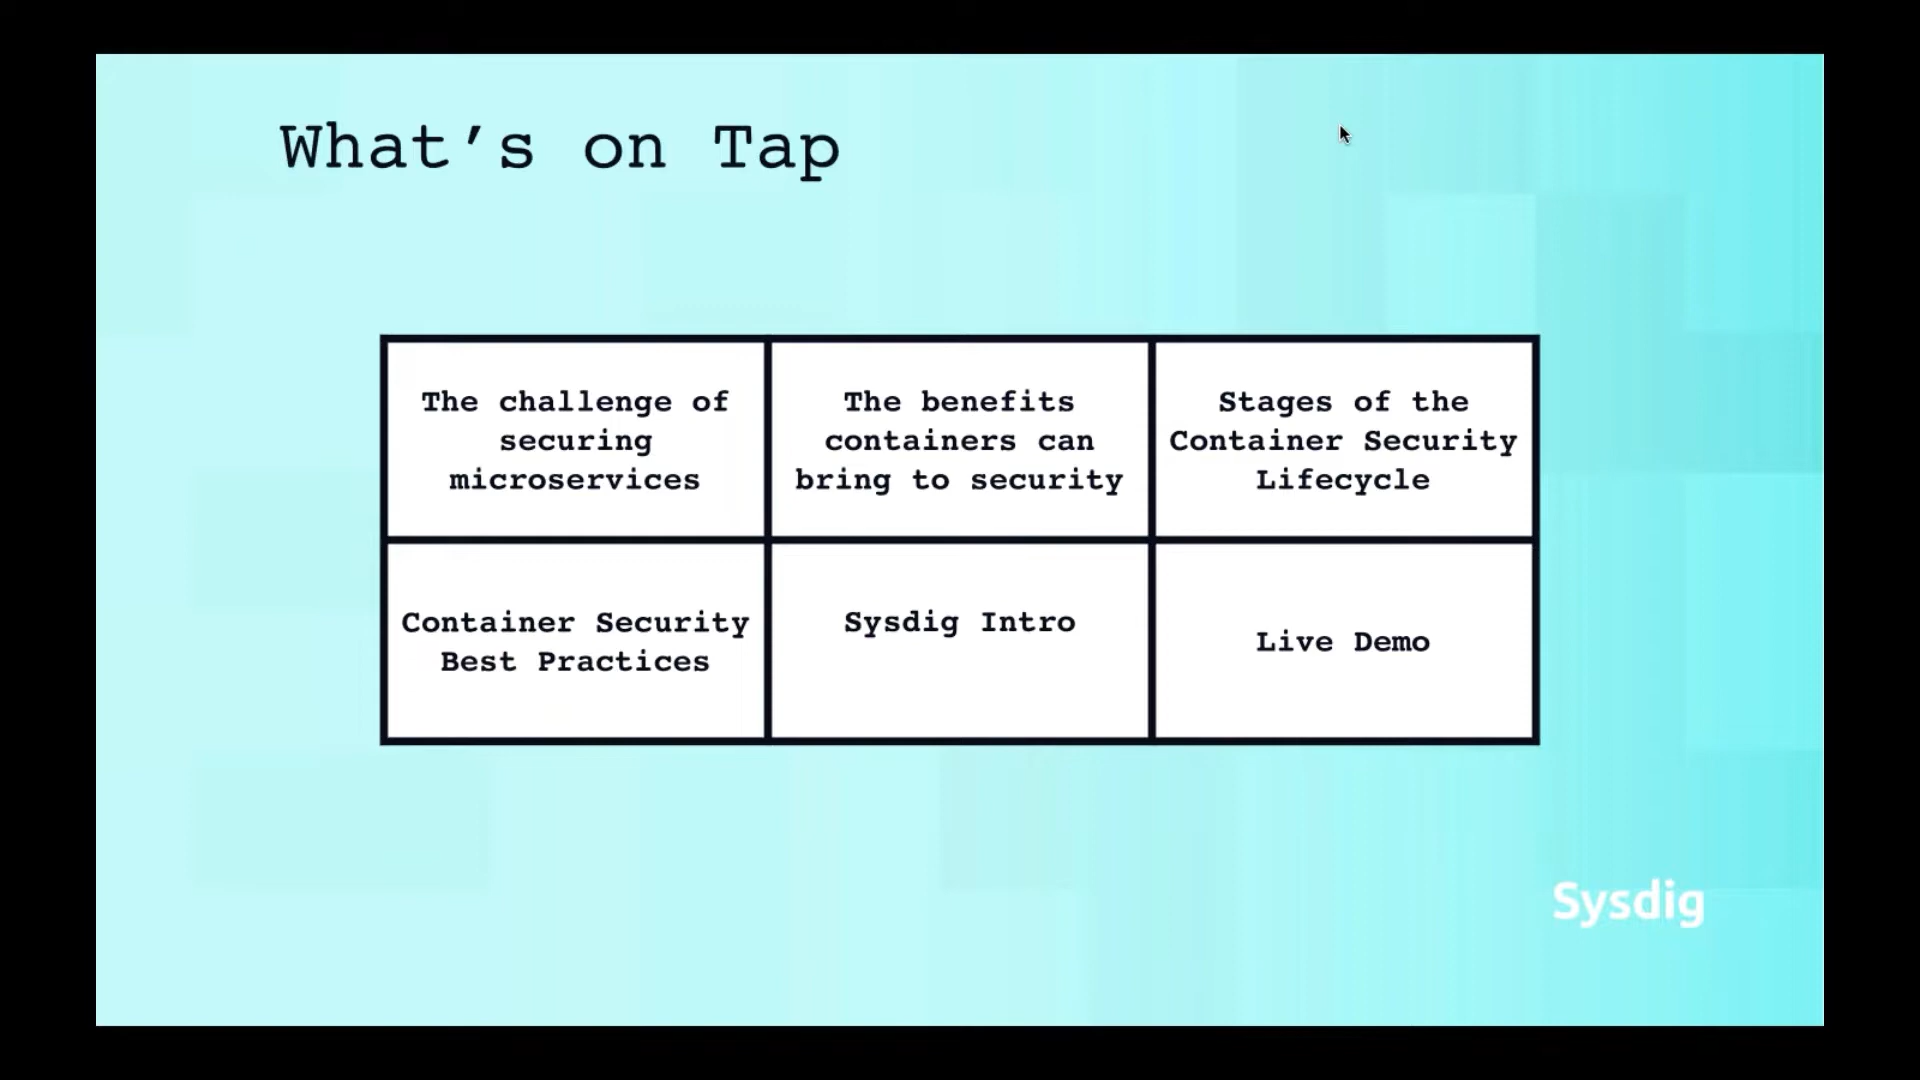 What’s on Tap
The challenge of
securing
microservices
The benefits
containers can
bring to security
Stages of the
Container Security
Lifecycle
Container Security
Best Practices
Sysdig Intro
Live Demo
Sysdig